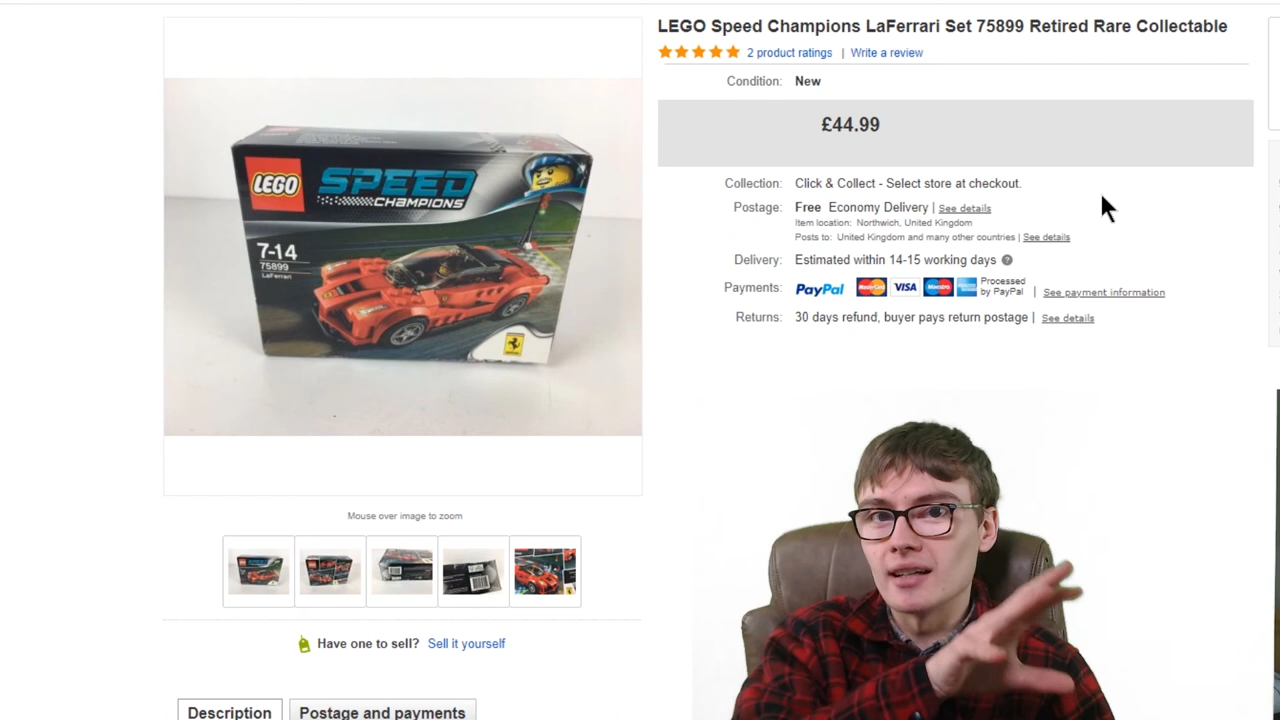 LEGO Speed Champions LaFerrari Set 75899 Retired Rare Collectable
2 product ratings | Write a review
Condition: New
£44.99
Collection: Click & Collect - Select store at checkout.
Postage: Free Economy Delivery | See details
Item location: Northwich, United Kingdom
Posts to: United Kingdom and many other countries | See details
Delivery: Estimated within 14-15 working days
Payments: PayPal MasterCard VISA Maestro Processed by PayPal | See payment information
Returns: 30 days refund, buyer pays return postage | See details
LEGO SPEED CHAMPIONS
7-14
75899
LaFerrari
Mouse over image to zoom
Have one to sell? Sell it yourself
Description
Postage and payments